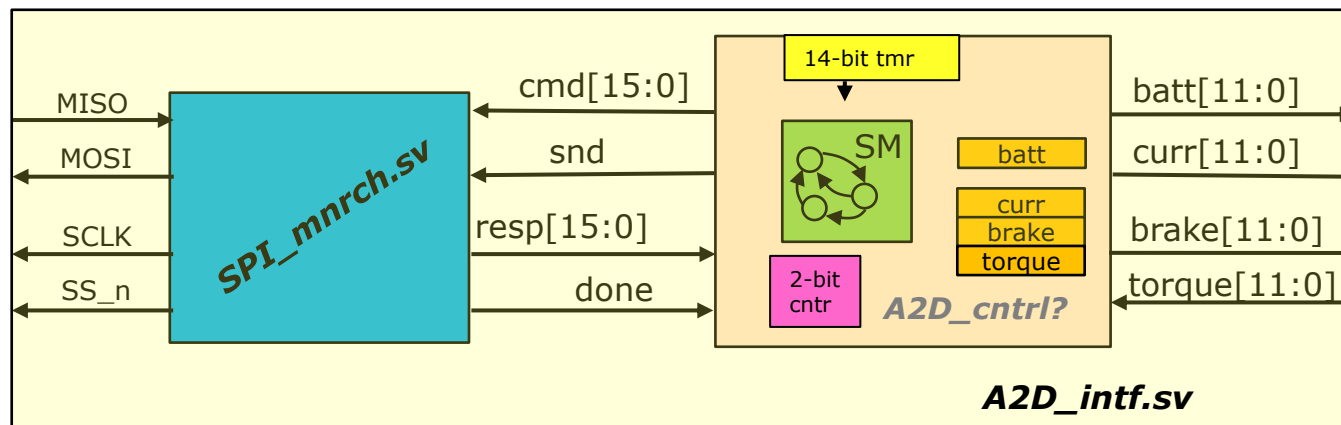 MISO
MOSI
SCLK
SS_n
SPI_mnrch.sv
cmd[15:0]
snd
resp[15:0]
done
14-bit tmr
SM
2-bit
cntr
batt
curr
brake
torque
A2D_cntrl?
batt[11:0]
curr[11:0]
brake[11:0]
torque[11:0]
A2D_intf.sv